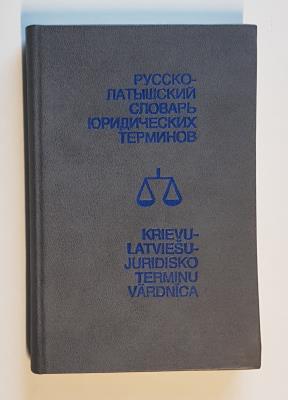 РУССКО-
ЛАТЫШСКИЙ
СЛОВАРЬ
ЮРИДИЧЕСКИХ
ТЕРМИНОВ
KRIEVU-
LATVIEŠU-
JURIDISKO
TERMINU
VĀRDNĪCA